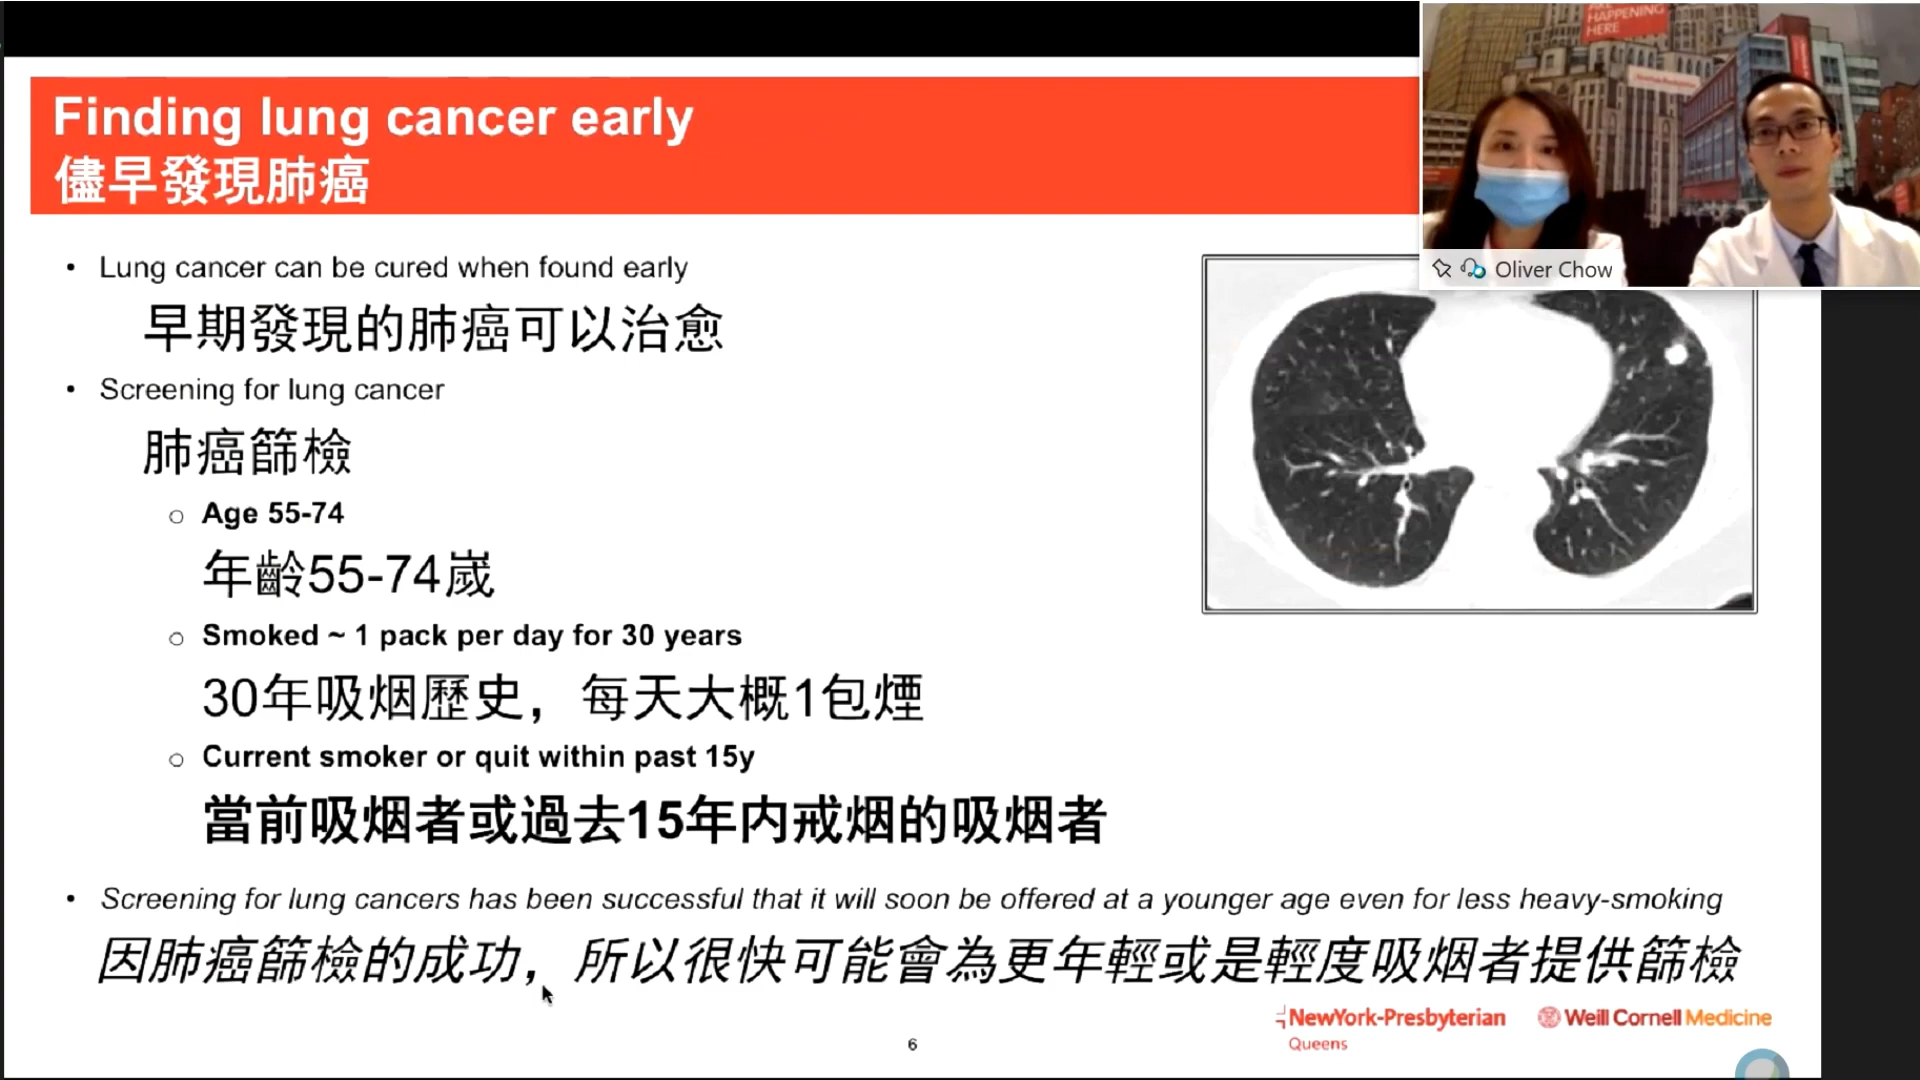 Finding lung cancer early
儘早發現肺癌
HAPPENING
HERE
Oliver Chow
• Lung cancer can be cured when found early
早期發現的肺癌可以治愈
• Screening for lung cancer
肺癌篩檢
○ Age 55-74
年齡55-74嵗
○ Smoked ~ 1 pack per day for 30 years
30年吸烟歷史，每天大概1包煙
○ Current smoker or quit within past 15y
當前吸烟者或過去15年内戒烟的吸烟者
• Screening for lung cancers has been successful that it will soon be offered at a younger age even for less heavy-smoking
因肺癌篩檢的成功，所以很快可能會為更年輕或是輕度吸烟者提供篩檢
NewYork-Presbyterian
Queens
Weill Cornell Medicine
6